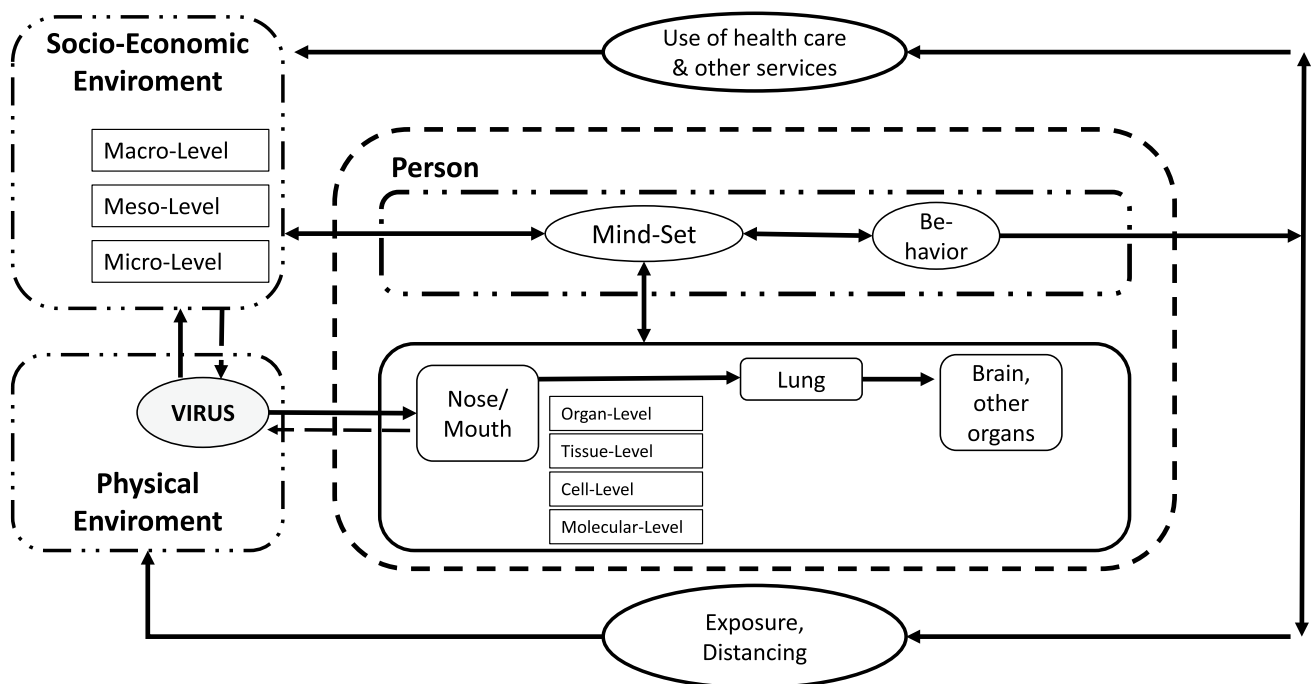 Socio-Economic
Enviroment
Macro-Level
Meso-Level
Micro-Level
Use of health care
& other services
Person
Mind-Set
Be-
havior
VIRUS
Physical
Enviroment
Nose/
Mouth
Organ-Level
Tissue-Level
Cell-Level
Molecular-Level
Lung
Brain,
other
organs
Exposure,
Distancing